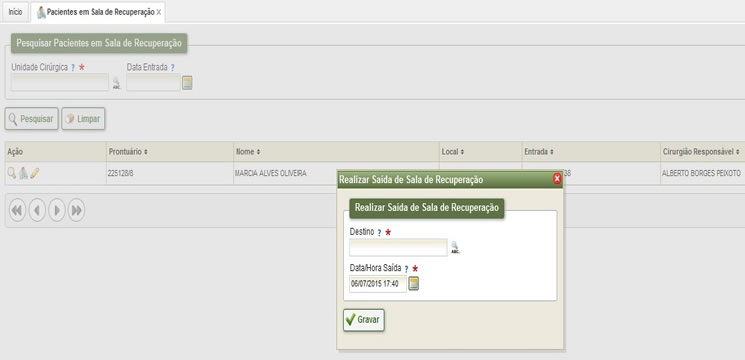 Início
Pacientes em Sala de Recuperação
Pesquisar Pacientes em Sala de Recuperação
Unidade Cirúrgica ? * Data Entrada ?
ABC
Pesquisar Limpar
Ação Prontuário Nome Local Entrada Cirurgião Responsável
225128/8 MARCIA ALVES OLIVEIRA 38 ALBERTO BORGES PEIXOTO
Realizar Saída de Sala de Recuperação
Realizar Saída de Sala de Recuperação
Destino ? *
ABC
Data/Hora Saída ? *
06/07/2015 17:40
Gravar